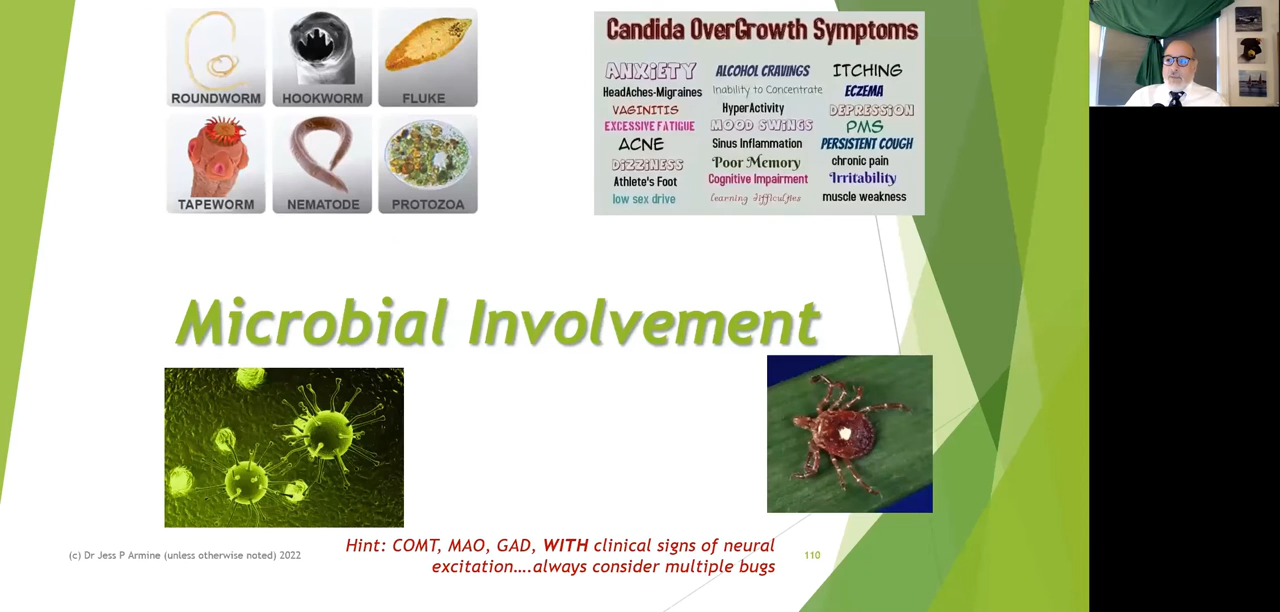 ROUNDWORM
HOOKWORM
FLUKE
TAPEWORM
NEMATODE
PROTOZOA
Candida OverGrowth Symptoms
ANXiETY
HeadAches-Migraines
VAGINITIS
EXCESSIVE FATIGUE
ACNE
DIZZINESS
Athlete's Foot
low sex drive
ALCOHOL CRAVINGS
Inability to Concentrate
HyperActivity
MOOD SWINGS
Sinus Inflammation
Poor Memory
Cognitive Impairment
learning difficulties
ITCHING
ECZEMA
DEPRESSION
PMS
PERSISTENT COUGH
chronic pain
Irritability
muscle weakness
Microbial Involvement
Hint: COMT, MAO, GAD, WITH clinical signs of neural
excitation....always consider multiple bugs
(c) Dr Jess P Armine (unless otherwise noted) 2022
110